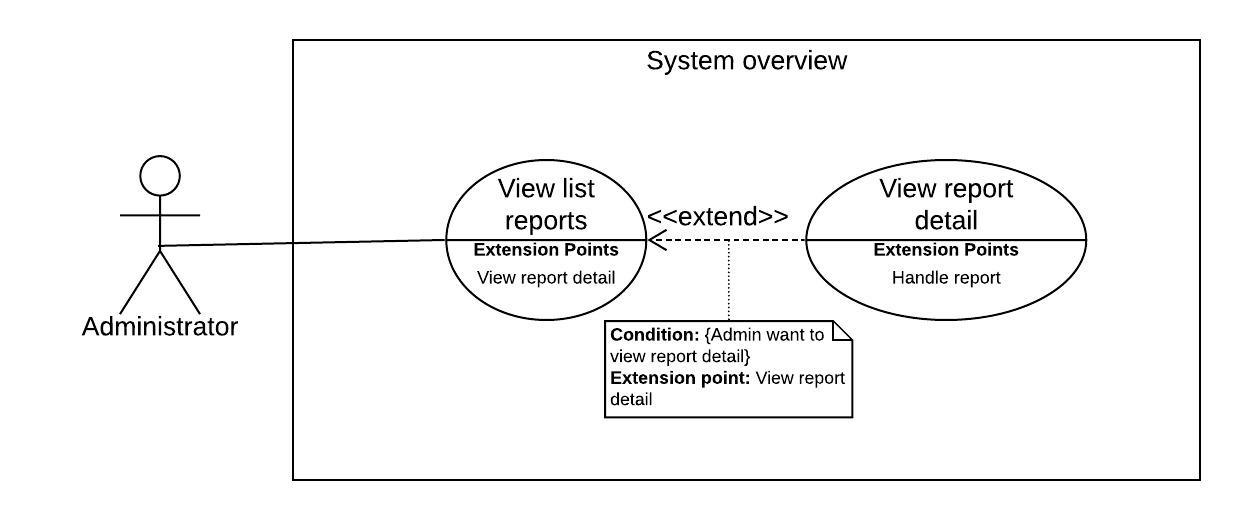 System overview
View list
reports
Extension Points
View report detail
<<extend>>
View report
detail
Extension Points
Handle report
Administrator
Condition: {Admin want to
view report detail}
Extension point: View report
detail